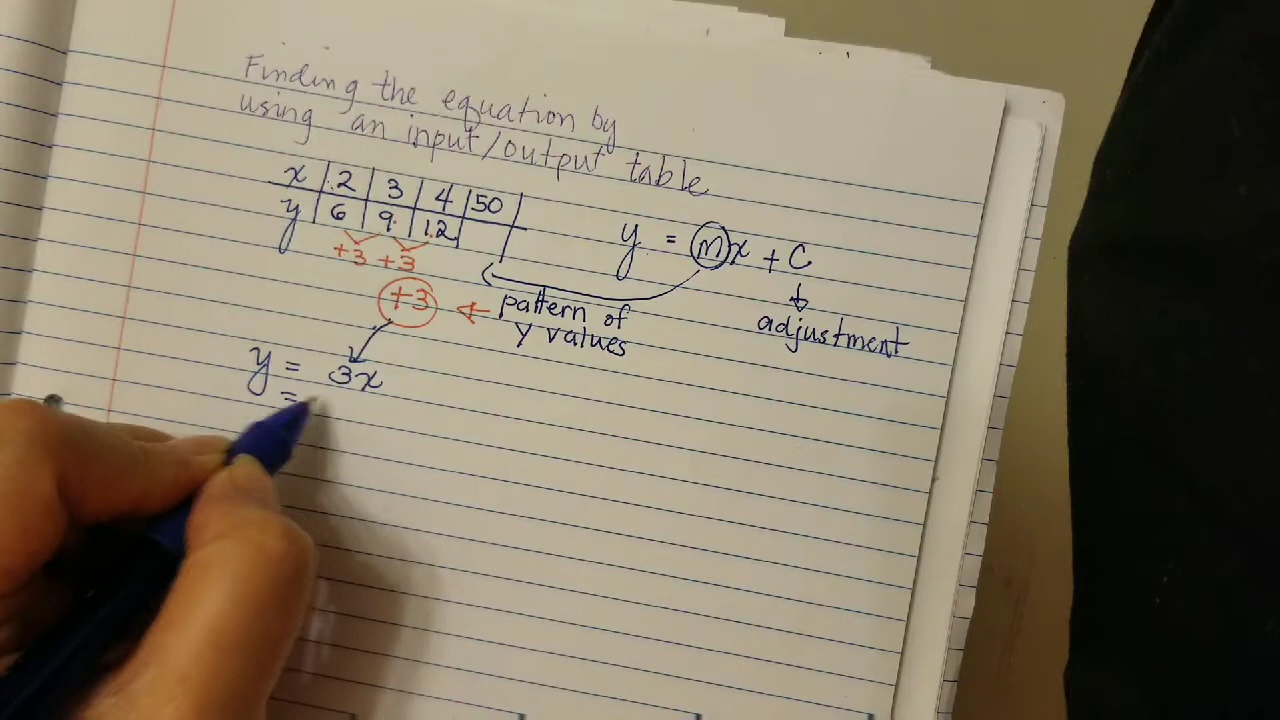 Finding the equation by
using an input/output table
x 2 3 4 50
y 6 9 12
+3 +3
y = mx + c
+3 ← pattern of
Y values
adjustment
y = 3x
=